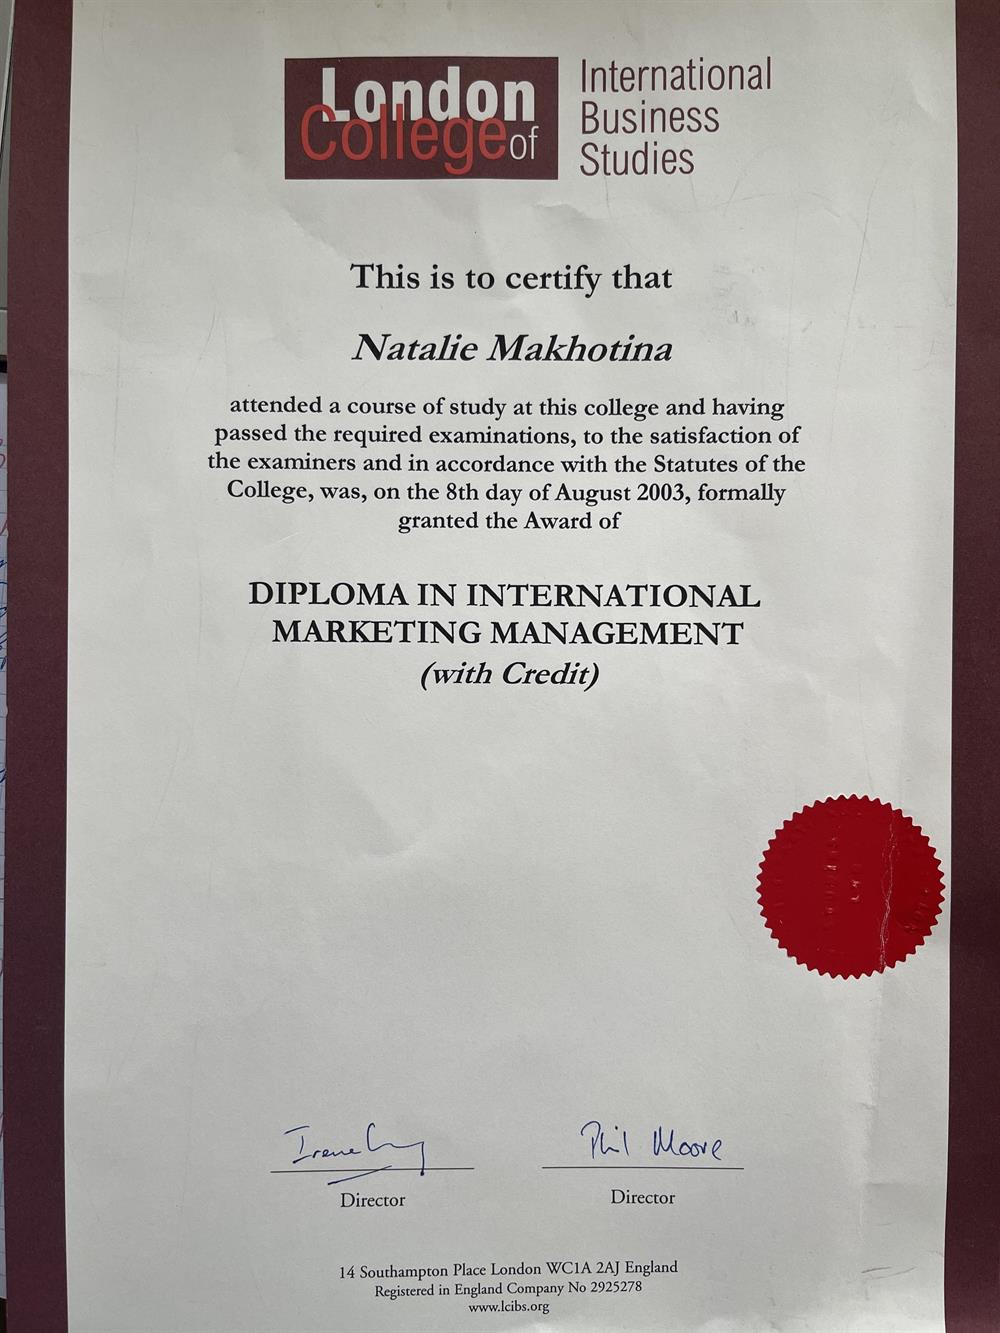 London
College of
International
Business
Studies
This is to certify that
Natalie Makhotina
attended a course of study at this college and having
passed the required examinations, to the satisfaction of
the examiners and in accordance with the Statutes of the
College, was, on the 8th day of August 2003, formally
granted the Award of
DIPLOMA IN INTERNATIONAL
MARKETING MANAGEMENT
(with Credit)
Irene
Phil Moore
Director
Director
14 Southampton Place London WC1A 2AJ England
Registered in England Company No 2925278
www.lcibs.org